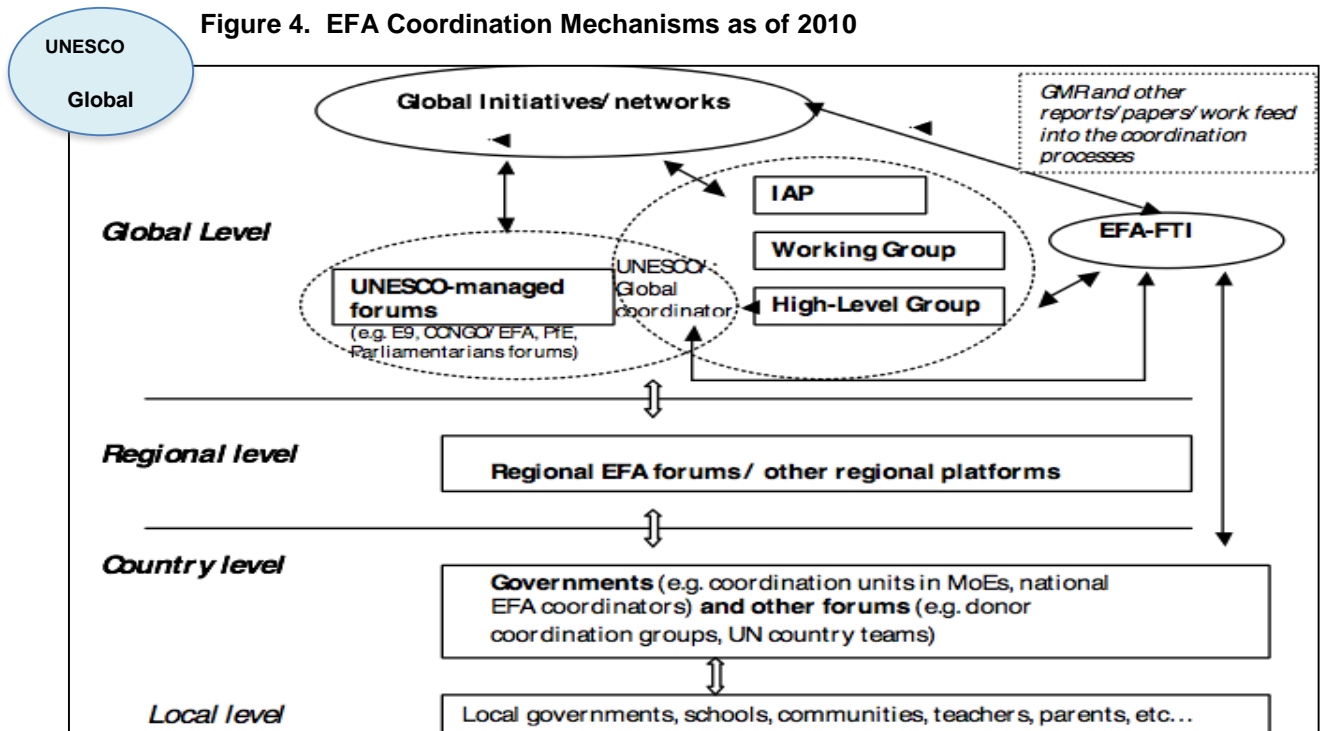 Figure 4.  EFA Coordination Mechanisms as of 2010
UNESCO
Global
Global Initiatives/ networks
GMR and other
reports/ papers/ work feed
into the coordination
processes
Global Level
IAP
Working Group
High-Level Group
EFA-FTI
UNESCO/
Global
coordinator
UNESCO-managed
forums
(e.g. E9, CCNGO/ EFA, PfE,
Parliamentarians forums)
Regional level
Regional EFA forums/ other regional platforms
Country level
Governments (e.g. coordination units in MoEs, national
EFA coordinators) and other forums (e.g. donor
coordination groups, UN country teams)
Local level
Local governments, schools, communities, teachers, parents, etc…